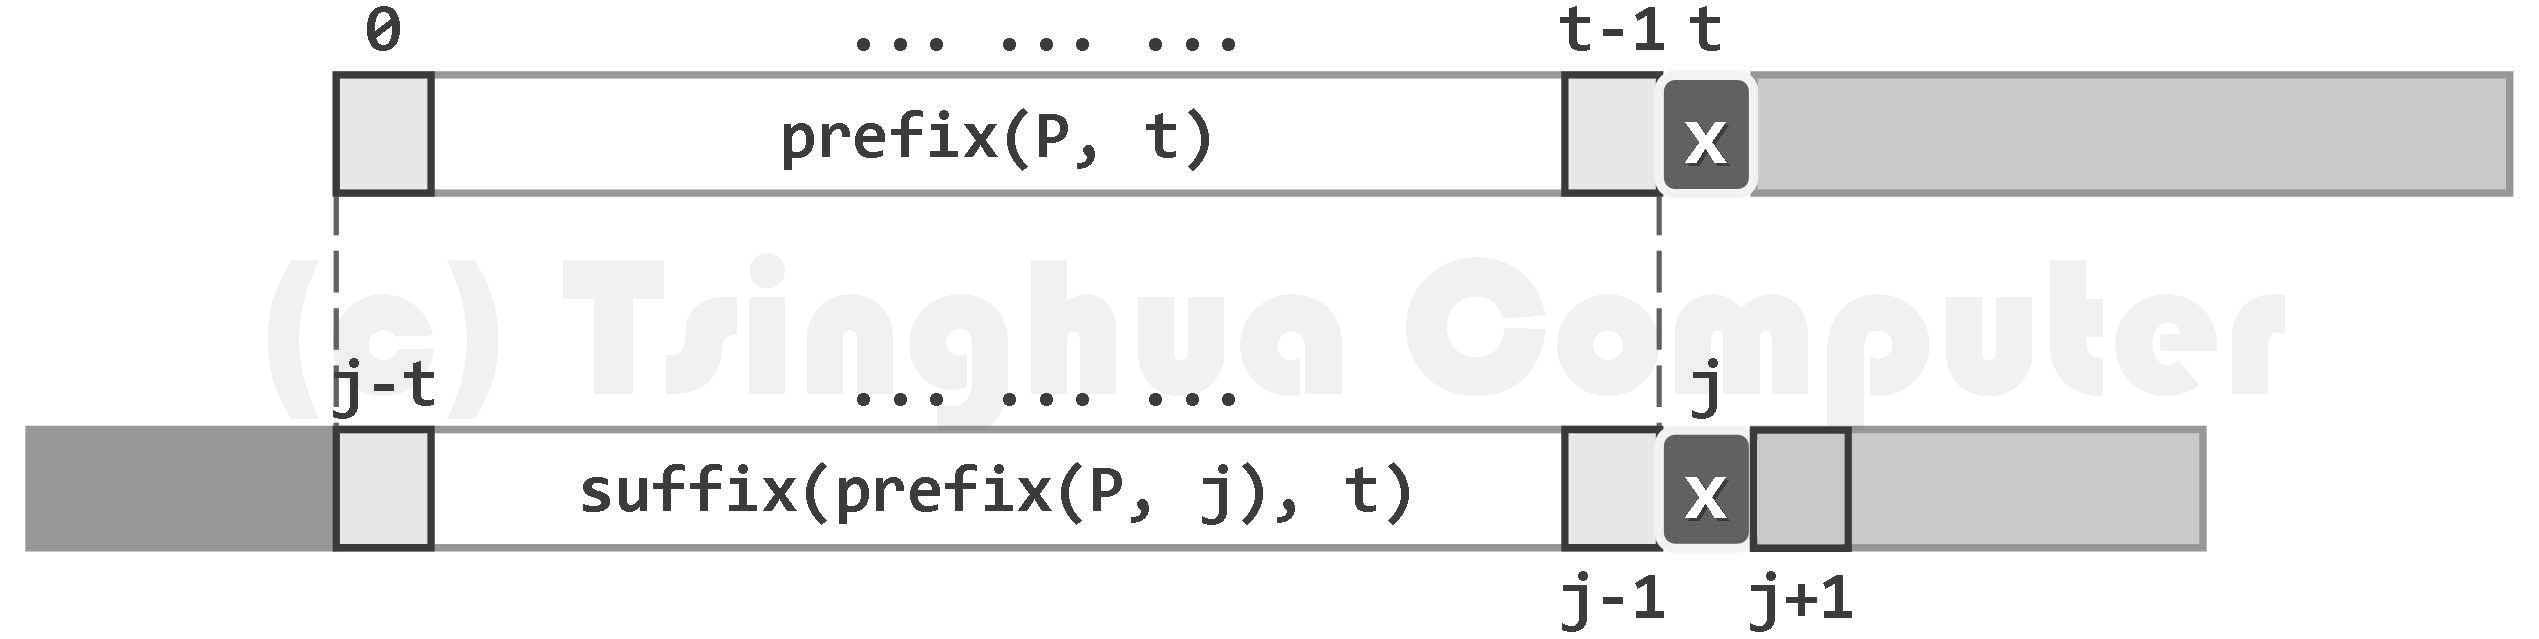 0 ... ... ... t-1 t
prefix(P, t) x
(c) Tsinghua Computer
j-t ... ... ... j
suffix(prefix(P, j), t) x
j-1 j+1